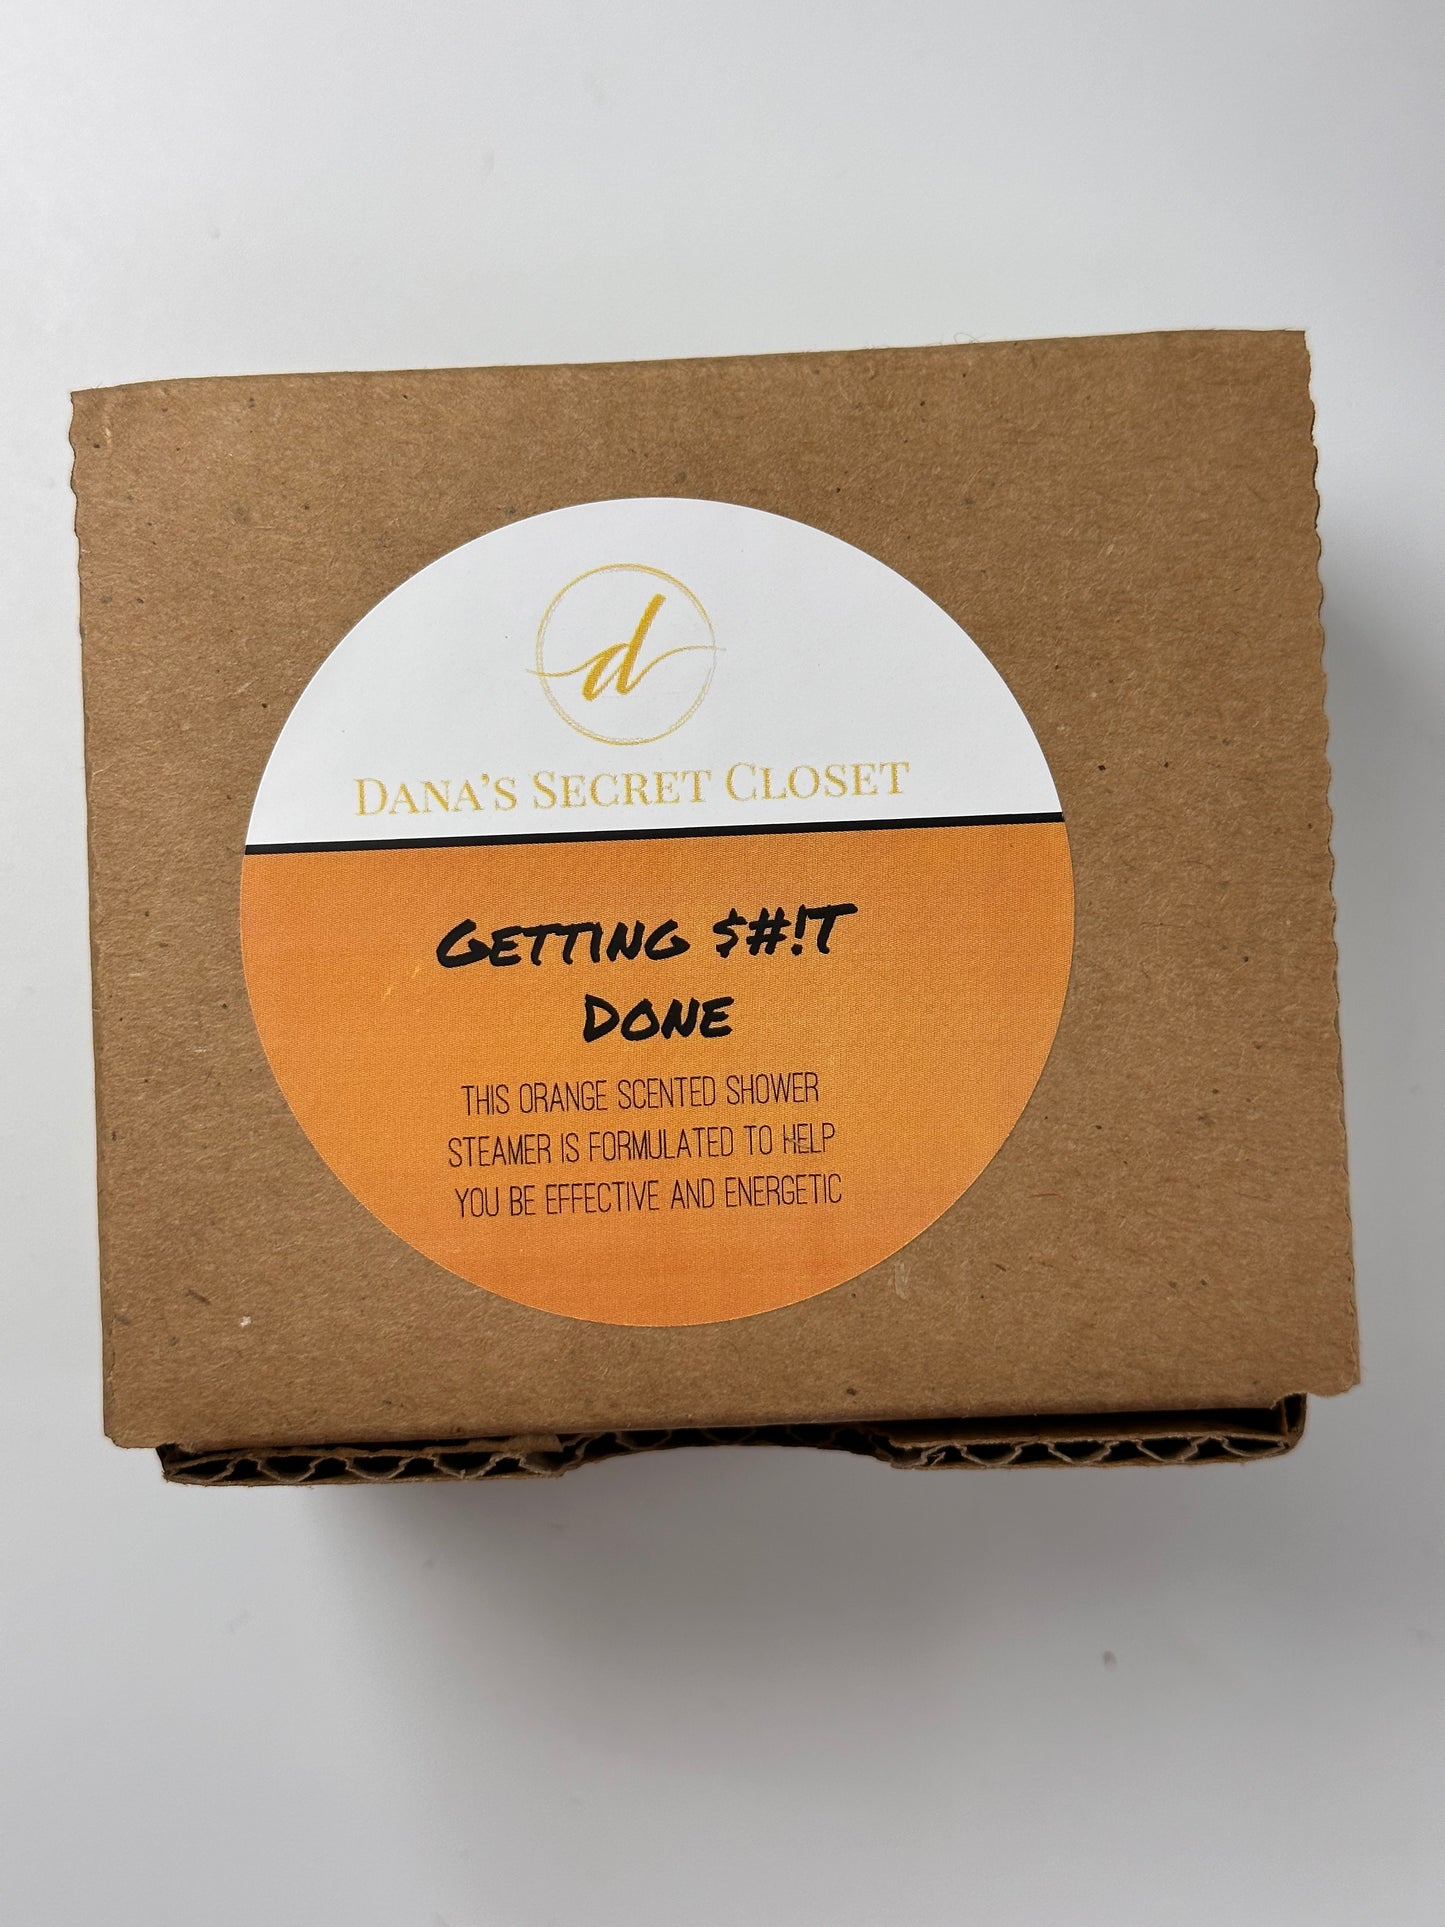 d
DANA'S SECRET CLOSET
GETTING $#!T
DONE
THIS ORANGE SCENTED SHOWER
STEAMER IS FORMULATED TO HELP
YOU BE EFFECTIVE AND ENERGETIC